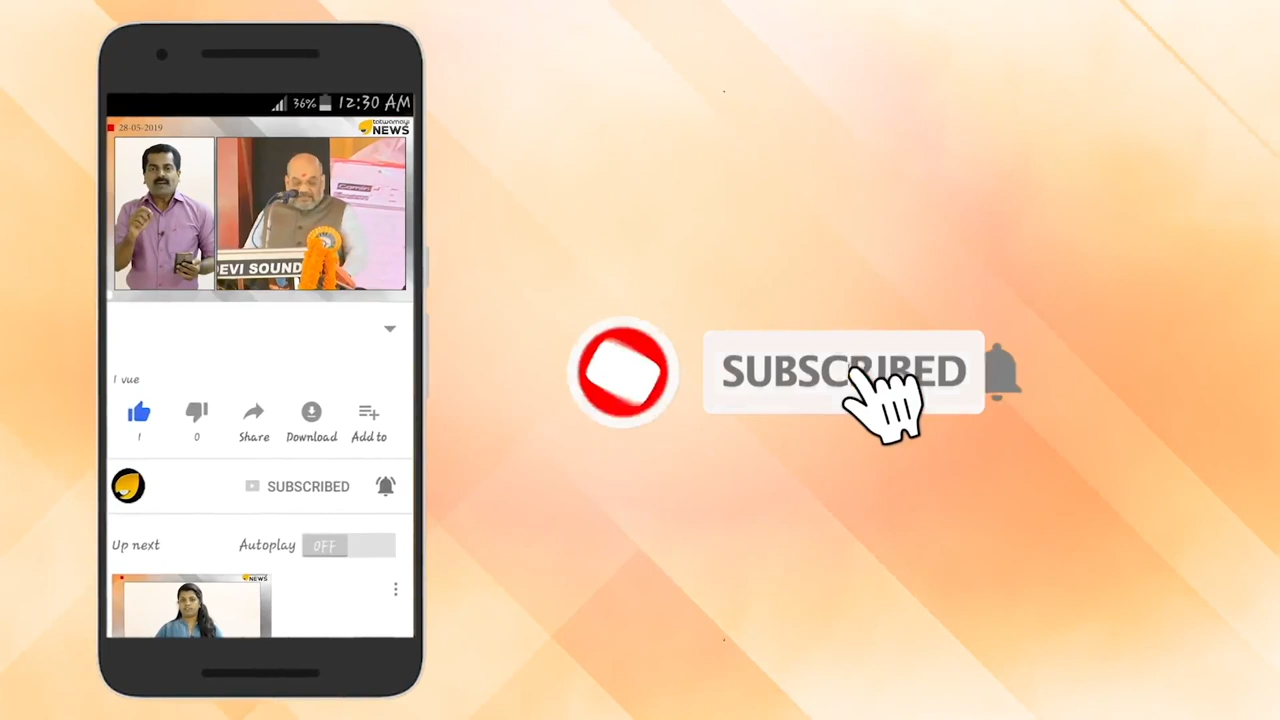 36% 12:30 AM
28-05-2019
tatwamayi
NEWS
DEVI SOUND
1 vue
1
0
Share
Download
Add to
SUBSCRIBED
Up next
Autoplay
OFF
NEWS
SUBSCRIBED